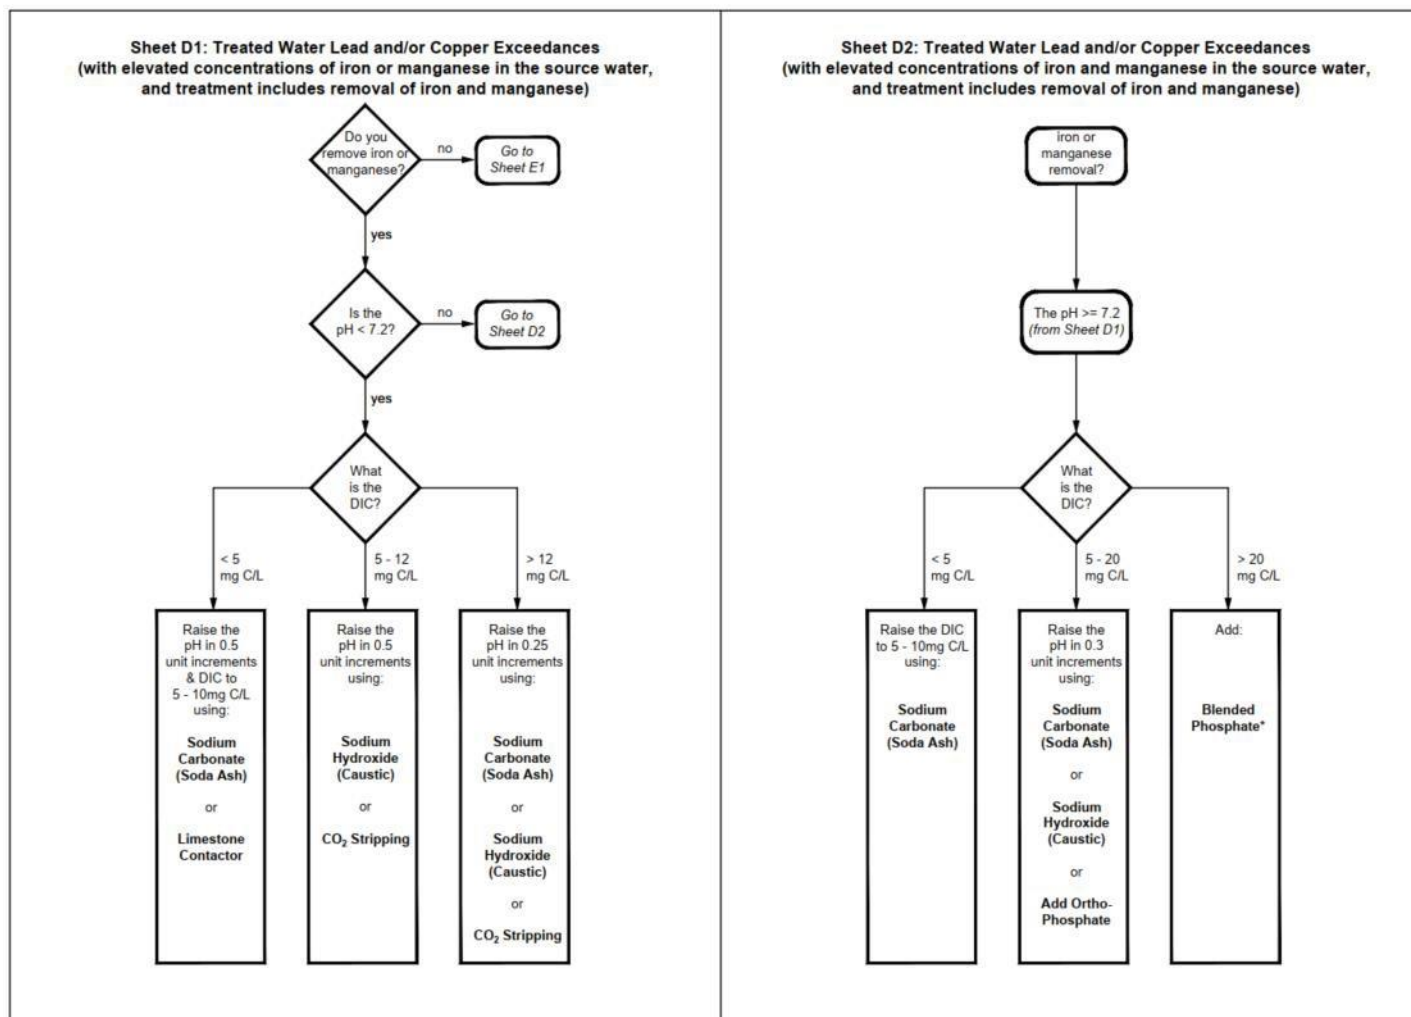 Sheet D1: Treated Water Lead and/or Copper Exceedances
(with elevated concentrations of iron or manganese in the source water,
and treatment includes removal of iron and manganese)
Do you
remove iron or
manganese?
no
Go to
Sheet E1
yes
Is the
pH < 7.2?
no
Go to
Sheet D2
yes
What
is the
DIC?
< 5
mg C/L
5 - 12
mg C/L
> 12
mg C/L
Raise the
pH in 0.5
unit increments
& DIC to
5 - 10mg C/L
using:
Sodium
Carbonate
(Soda Ash)
or
Limestone
Contactor
Raise the
pH in 0.5
unit increments
using:
Sodium
Hydroxide
(Caustic)
or
CO₂ Stripping
Raise the
pH in 0.25
unit increments
using:
Sodium
Carbonate
(Soda Ash)
or
Sodium
Hydroxide
(Caustic)
or
CO₂ Stripping
Sheet D2: Treated Water Lead and/or Copper Exceedances
(with elevated concentrations of iron and manganese in the source water,
and treatment includes removal of iron and manganese)
iron or
manganese
removal?
The pH >= 7.2
(from Sheet D1)
What
is the
DIC?
< 5
mg C/L
5 - 20
mg C/L
> 20
mg C/L
Raise the DIC
to 5 - 10mg C/L
using:
Sodium
Carbonate
(Soda Ash)
Raise the
pH in 0.3
unit increments
using:
Sodium
Carbonate
(Soda Ash)
or
Sodium
Hydroxide
(Caustic)
or
Add Ortho-
Phosphate
Add:
Blended
Phosphate*